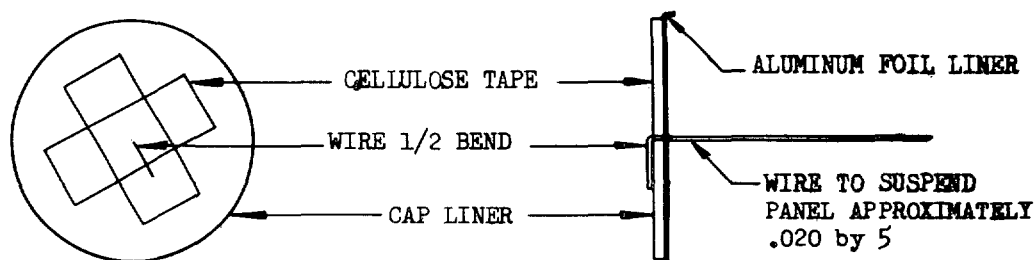 CELLULOSE TAPE
ALUMINUM FOIL LINER
WIRE 1/2 BEND
WIRE TO SUSPEND
PANEL APPROXIMATELY
.020 by 5
CAP LINER